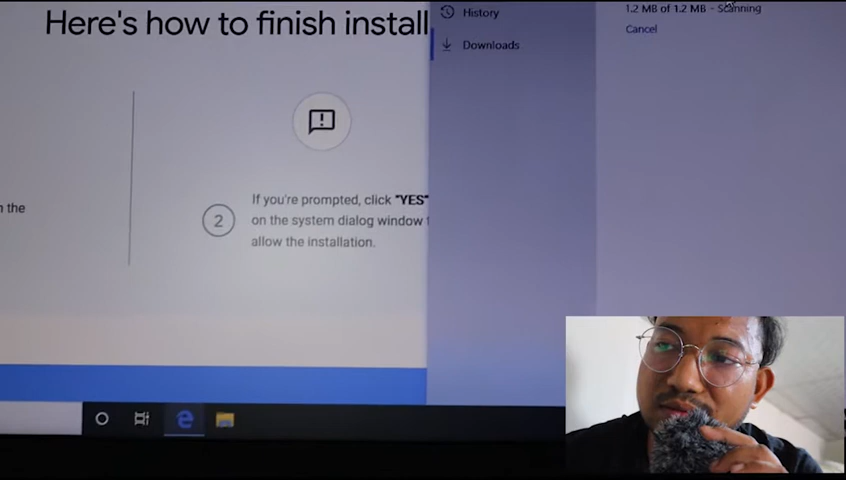 Here's how to finish install
n the
2
If you're prompted, click "YES"
on the system dialog window
allow the installation.
History
Downloads
1.2 MB of 1.2 MB - Scanning
Cancel